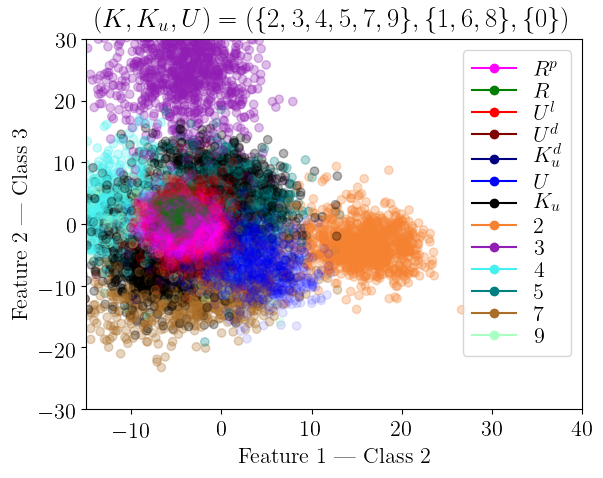 (K, K_u, U) = ({2, 3, 4, 5, 7, 9}, {1, 6, 8}, {0})
30
20
10
0
−10
−20
−30
Feature 2 — Class 3
R^p
R
U^l
U^d
K_u^d
U
K_u
2
3
4
5
7
9
−10
0
10
20
30
40
Feature 1 — Class 2